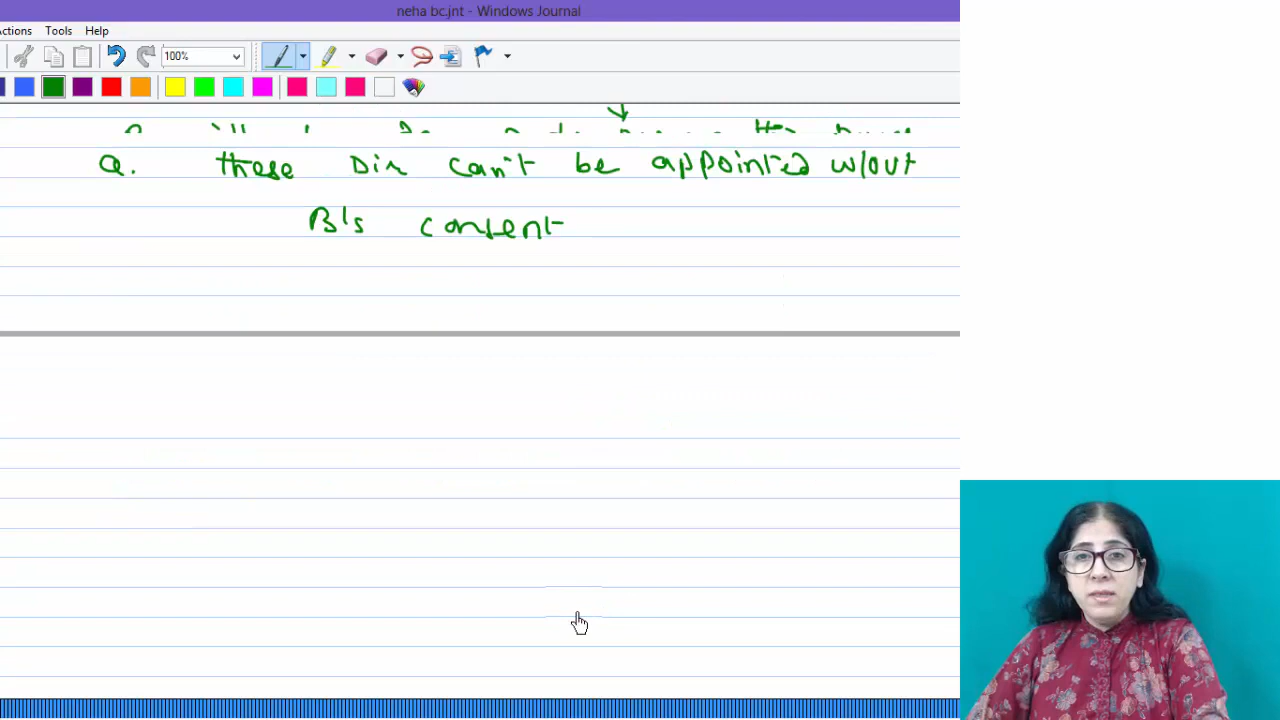 neha bc.jnt - Windows Journal
Actions Tools Help
100%
a. these Dir can't be appointed w/out
B's consent